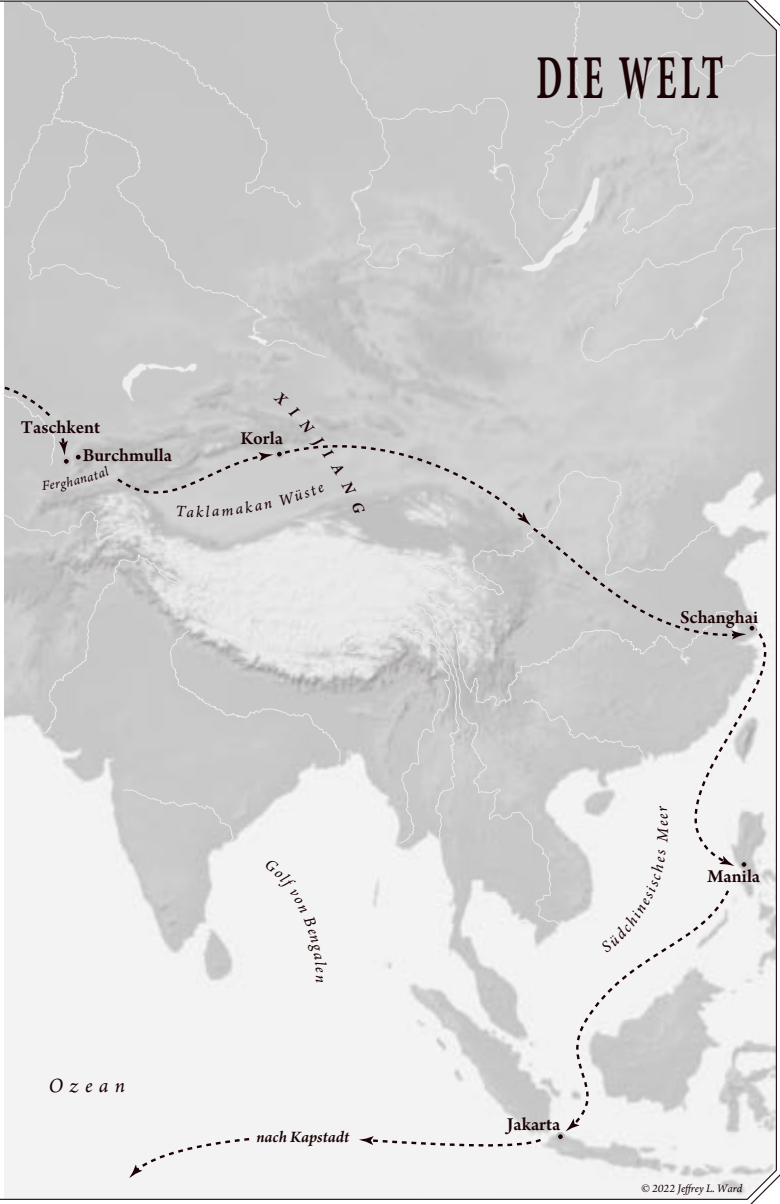 DIE WELT
XINJIANG
Taschkent
Korla
Burchmulla
Ferghanatal
Taklamakan Wüste
Schanghai
Südchinesisches Meer
Golf von Bengalen
Manila
Ozean
Jakarta
nach Kapstadt
© 2022 Jeffrey L. Ward